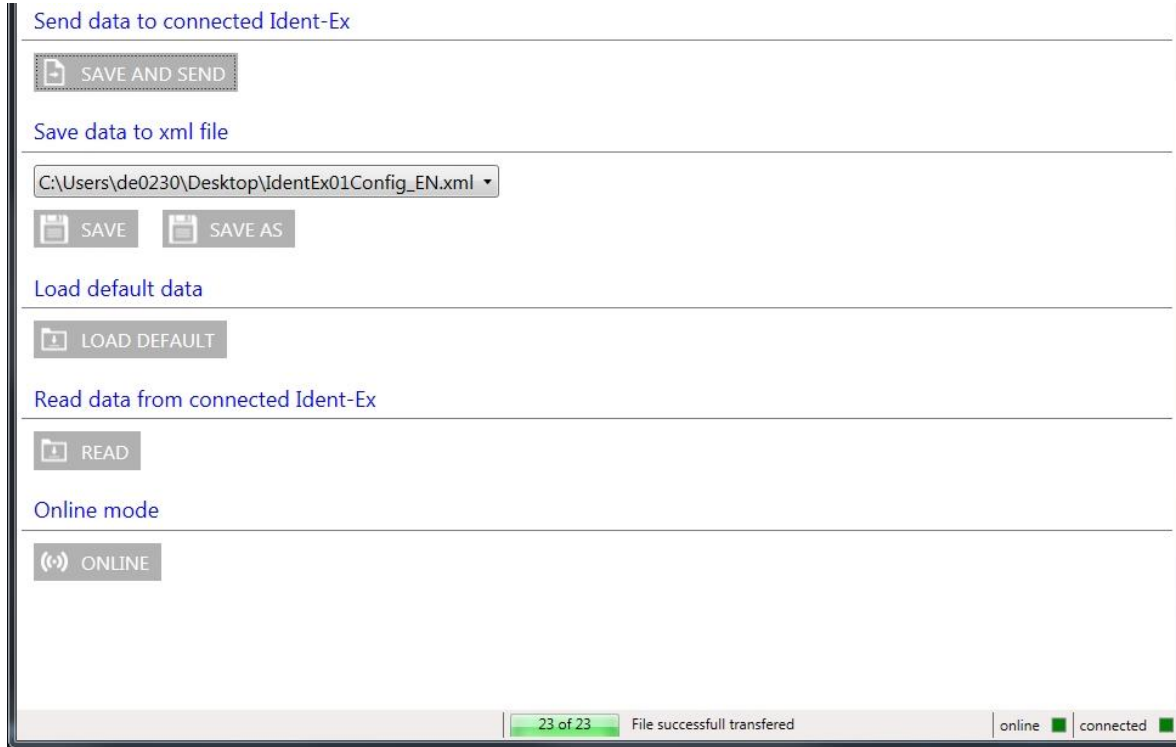 Send data to connected Ident-Ex
SAVE AND SEND
Save data to xml file
C:\Users\de0230\Desktop\IdentEx01Config_EN.xml
SAVE SAVE AS
Load default data
LOAD DEFAULT
Read data from connected Ident-Ex
READ
Online mode
ONLINE
23 of 23 File successfull transfered online connected